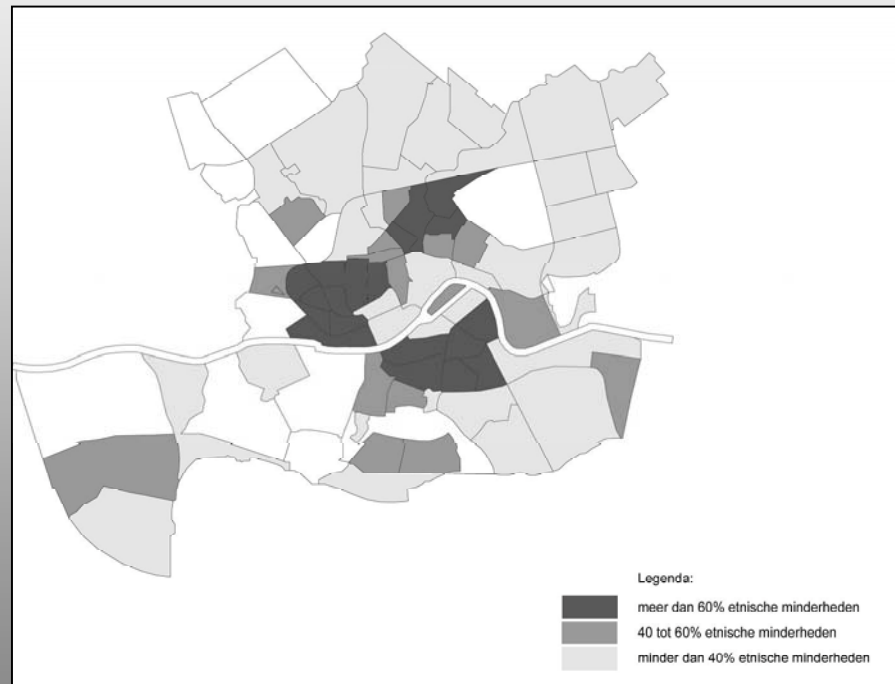 Legenda:
meer dan 60% etnische minderheden
40 tot 60% etnische minderheden
minder dan 40% etnische minderheden